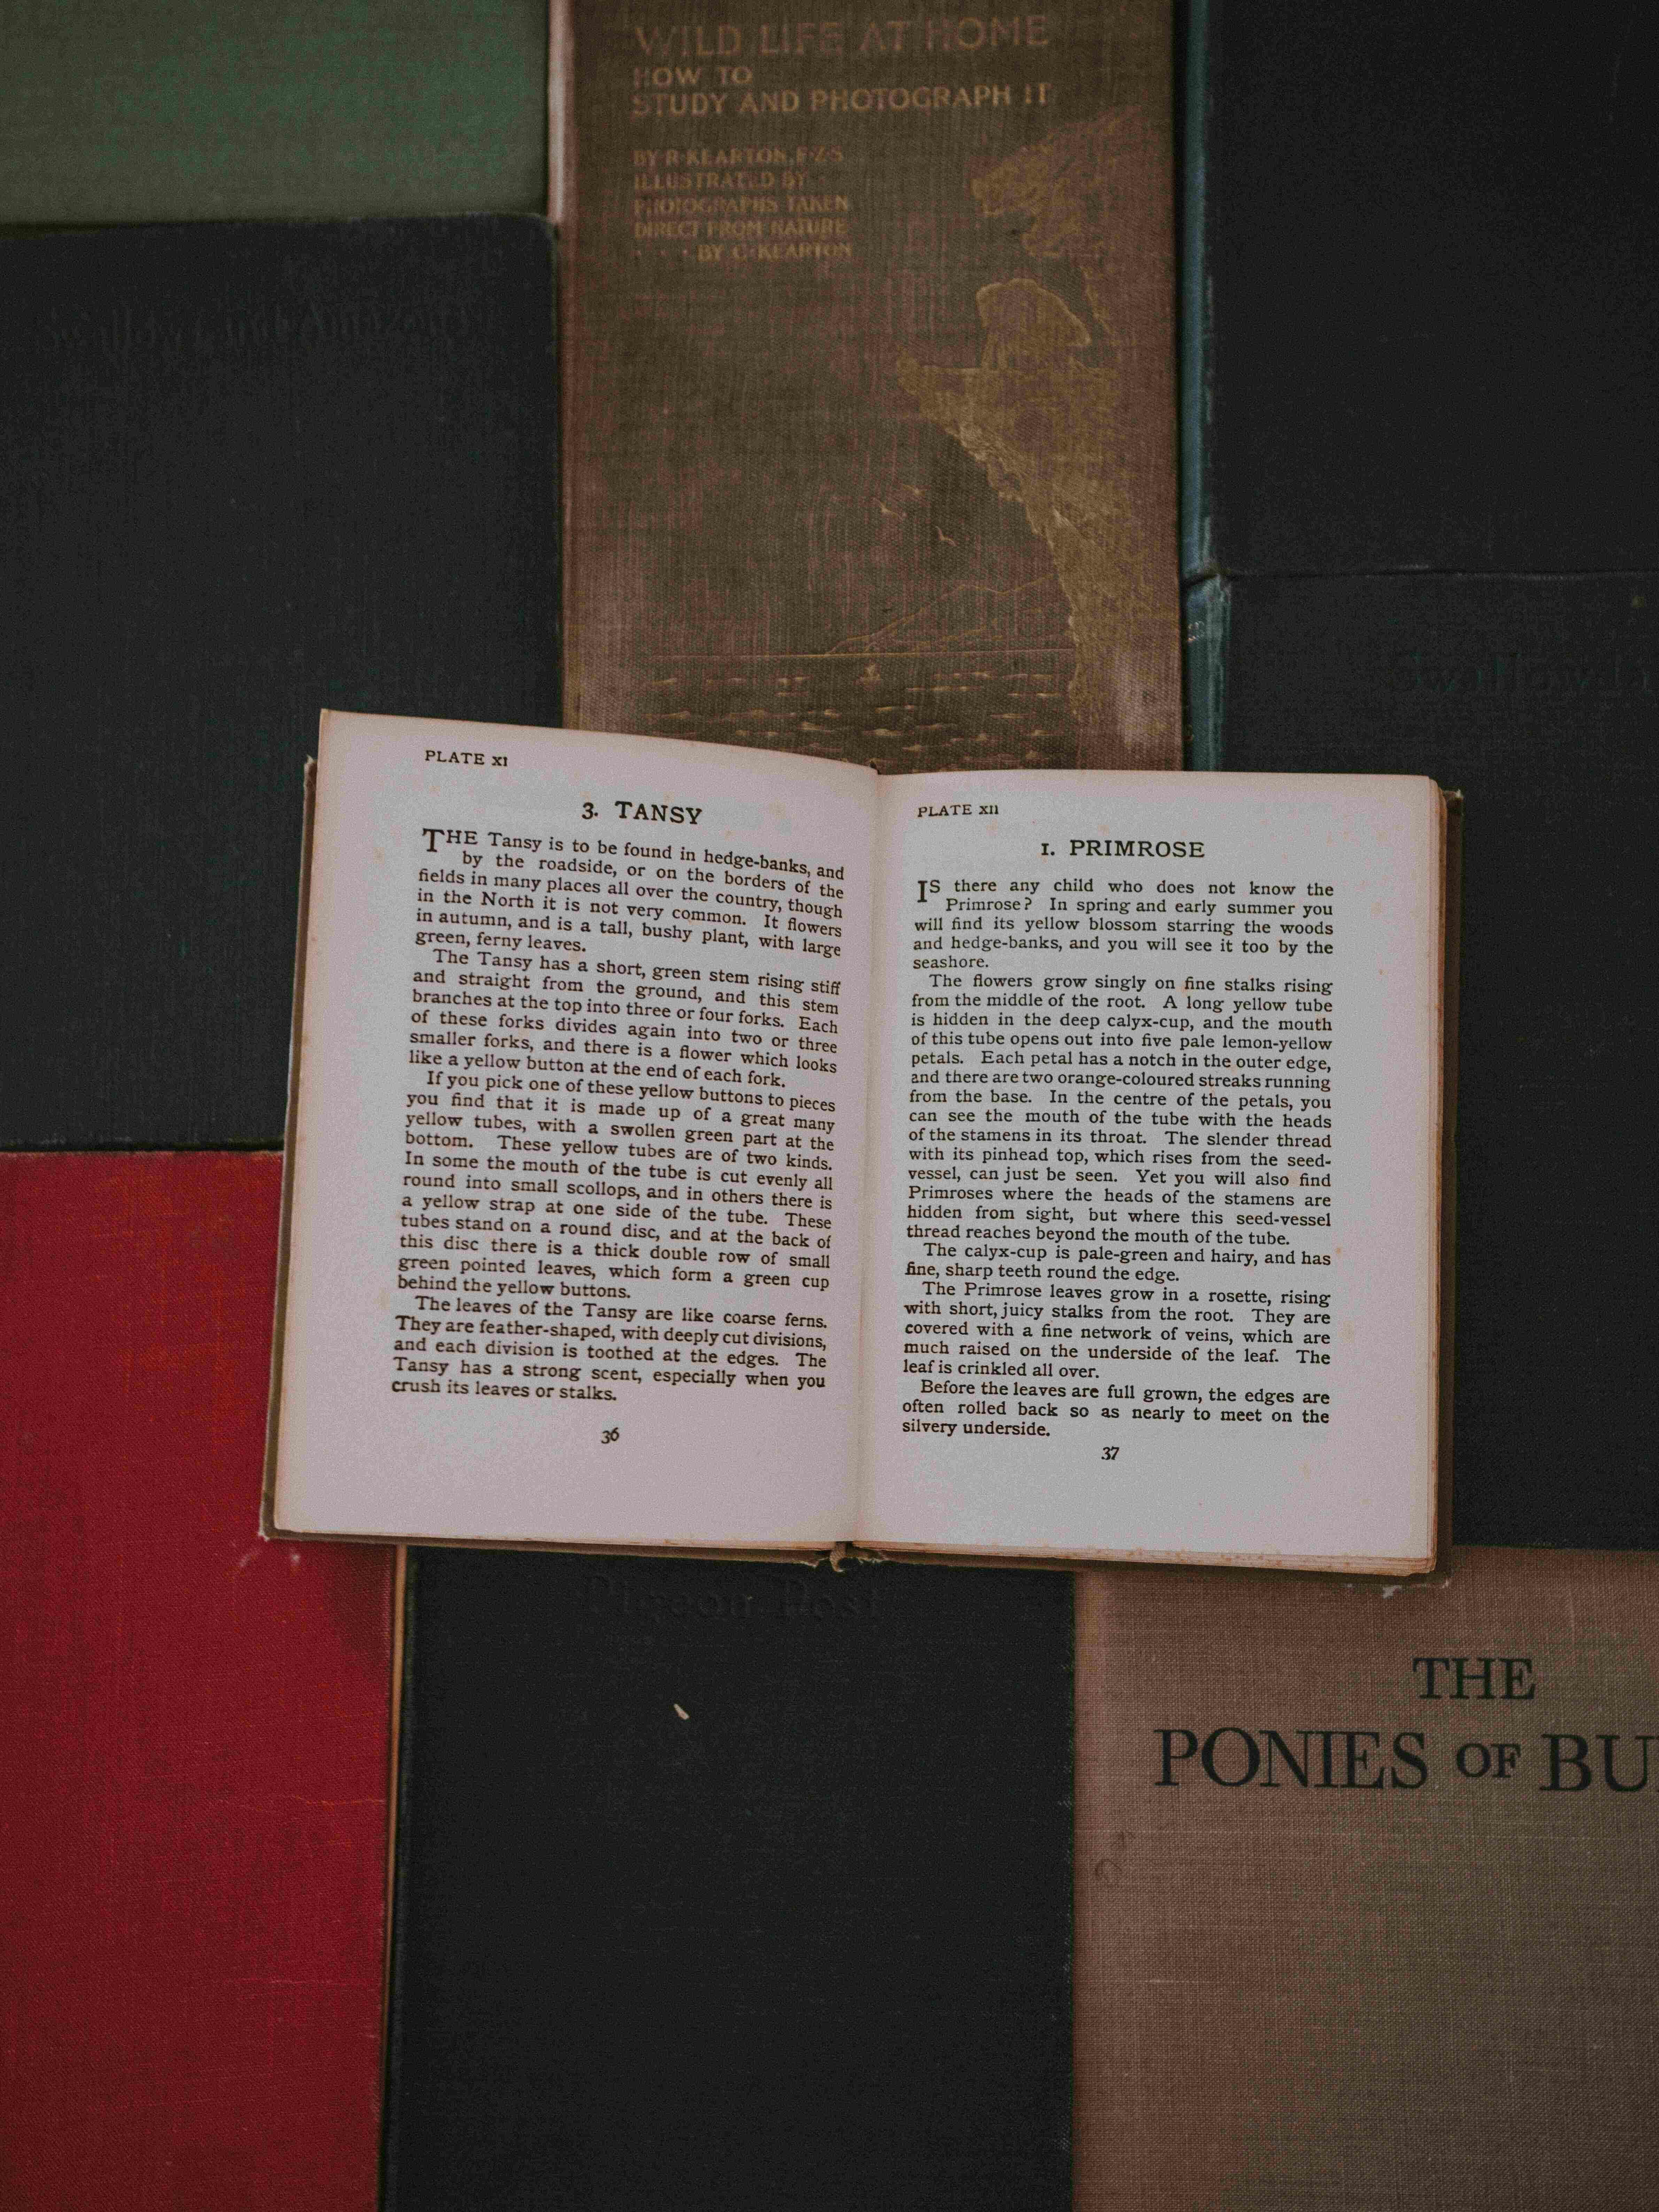 WILD LIFE AT HOME
HOW TO
STUDY AND PHOTOGRAPH IT
BY R·KEARTON, F·Z·S
ILLUSTRATED BY
PHOTOGRAPHS TAKEN
DIRECT FROM NATURE
· · · BY C·KEARTON
Swallows and Amazons
Swallowda
PLATE XI
3. TANSY
THE Tansy is to be found in hedge-banks, and
by the roadside, or on the borders of the
fields in many places all over the country, though
in the North it is not very common. It flowers
in autumn, and is a tall, bushy plant, with large
green, ferny leaves.
The Tansy has a short, green stem rising stiff
and straight from the ground, and this stem
branches at the top into three or four forks. Each
of these forks divides again into two or three
smaller forks, and there is a flower which looks
like a yellow button at the end of each fork.
If you pick one of these yellow buttons to pieces
you find that it is made up of a great many
yellow tubes, with a swollen green part at the
bottom. These yellow tubes are of two kinds.
In some the mouth of the tube is cut evenly all
round into small scollops, and in others there is
a yellow strap at one side of the tube. These
tubes stand on a round disc, and at the back of
this disc there is a thick double row of small
green pointed leaves, which form a green cup
behind the yellow buttons.
The leaves of the Tansy are like coarse ferns.
They are feather-shaped, with deeply cut divisions,
and each division is toothed at the edges. The
Tansy has a strong scent, especially when you
crush its leaves or stalks.
36
PLATE XII
1. PRIMROSE
IS there any child who does not know the
Primrose? In spring and early summer you
will find its yellow blossom starring the woods
and hedge-banks, and you will see it too by the
seashore.
The flowers grow singly on fine stalks rising
from the middle of the root. A long yellow tube
is hidden in the deep calyx-cup, and the mouth
of this tube opens out into five pale lemon-yellow
petals. Each petal has a notch in the outer edge,
and there are two orange-coloured streaks running
from the base. In the centre of the petals, you
can see the mouth of the tube with the heads
of the stamens in its throat. The slender thread
with its pinhead top, which rises from the seed-
vessel, can just be seen. Yet you will also find
Primroses where the heads of the stamens are
hidden from sight, but where this seed-vessel
thread reaches beyond the mouth of the tube.
The calyx-cup is pale-green and hairy, and has
fine, sharp teeth round the edge.
The Primrose leaves grow in a rosette, rising
with short, juicy stalks from the root. They are
covered with a fine network of veins, which are
much raised on the underside of the leaf. The
leaf is crinkled all over.
Before the leaves are full grown, the edges are
often rolled back so as nearly to meet on the
silvery underside.
37
Pigeon Post
THE
PONIES OF BU